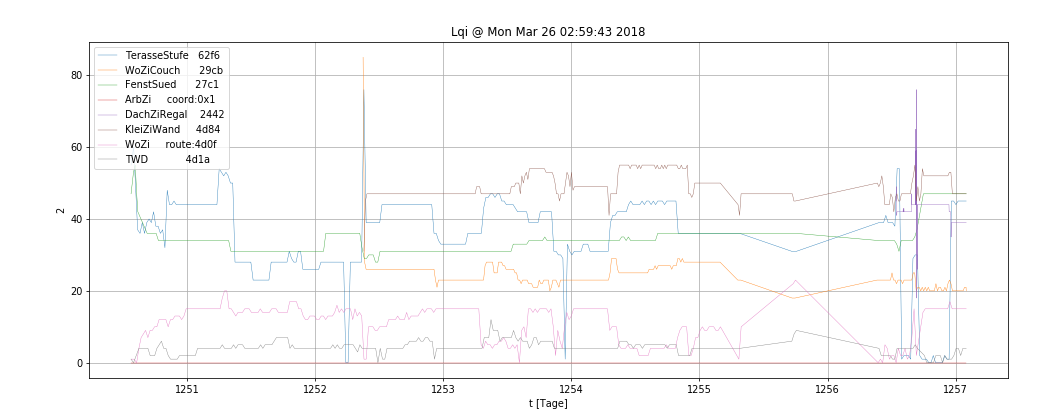 Lqi @ Mon Mar 26 02:59:43 2018
80
60
40
20
0
2
TerasseStufe 62f6
WoZiCouch 29cb
FenstSued 27c1
ArbZi coord:0x1
DachZiRegal 2442
KleiZiWand 4d84
WoZi route:4d0f
TWD 4d1a
1251 1252 1253 1254 1255 1256 1257
t [Tage]